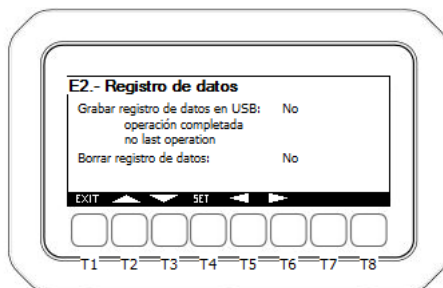 E2.- Registro de datos
Grabar registro de datos en USB: No
operación completada
no last operation
Borrar registro de datos: No
EXIT SET
T1 T2 T3 T4 T5 T6 T7 T8